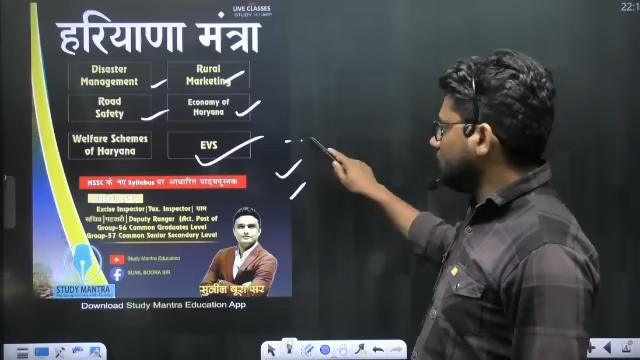 LIVE CLASSES
22:1
हरियाणा मंत्रा
Disaster Management
Rural Marketing
Road Safety
Economy of Haryana
Welfare Schemes of Haryana
EVS
HSSC के नए Syllabus पर आधारित पाठ्यपुस्तक
Excise Inspector|Tax. Inspector|ग्राम
सचिव|पटवारी|Deputy Ranger (Act. Post of
Group-56 Common Graduates Level
Group-57 Common Senior Secondary Level
Study Mantra Education
SUNIL BOORA SIR
STUDY MANTRA
सुनील बूरा सर
Download Study Mantra Education App